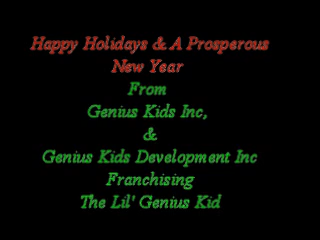 Happy Holidays & A Prosperous
New Year
From
Genius Kids Inc,
&
Genius Kids Development Inc
Franchising
The Lil' Genius Kid